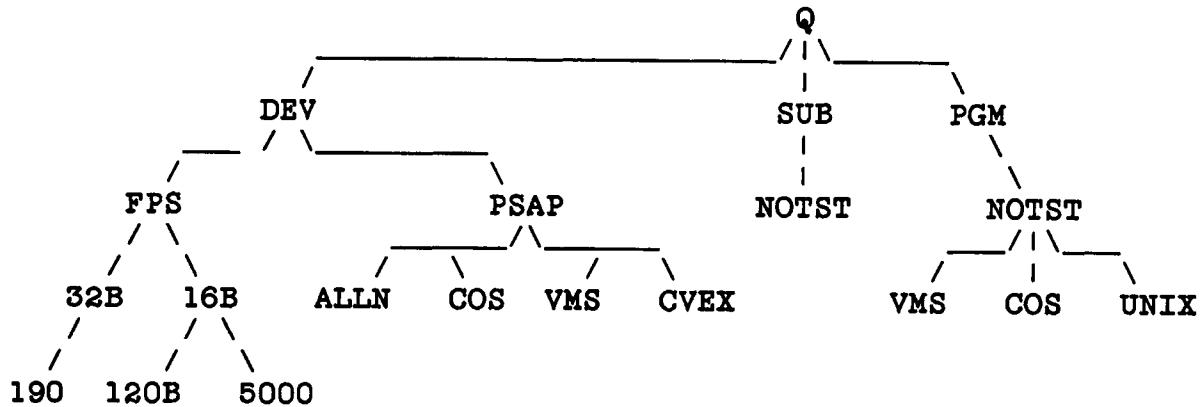 Q
DEV SUB PGM
FPS PSAP NOTST NOTST
32B 16B ALLN COS VMS CVEX VMS COS UNIX
190 120B 5000